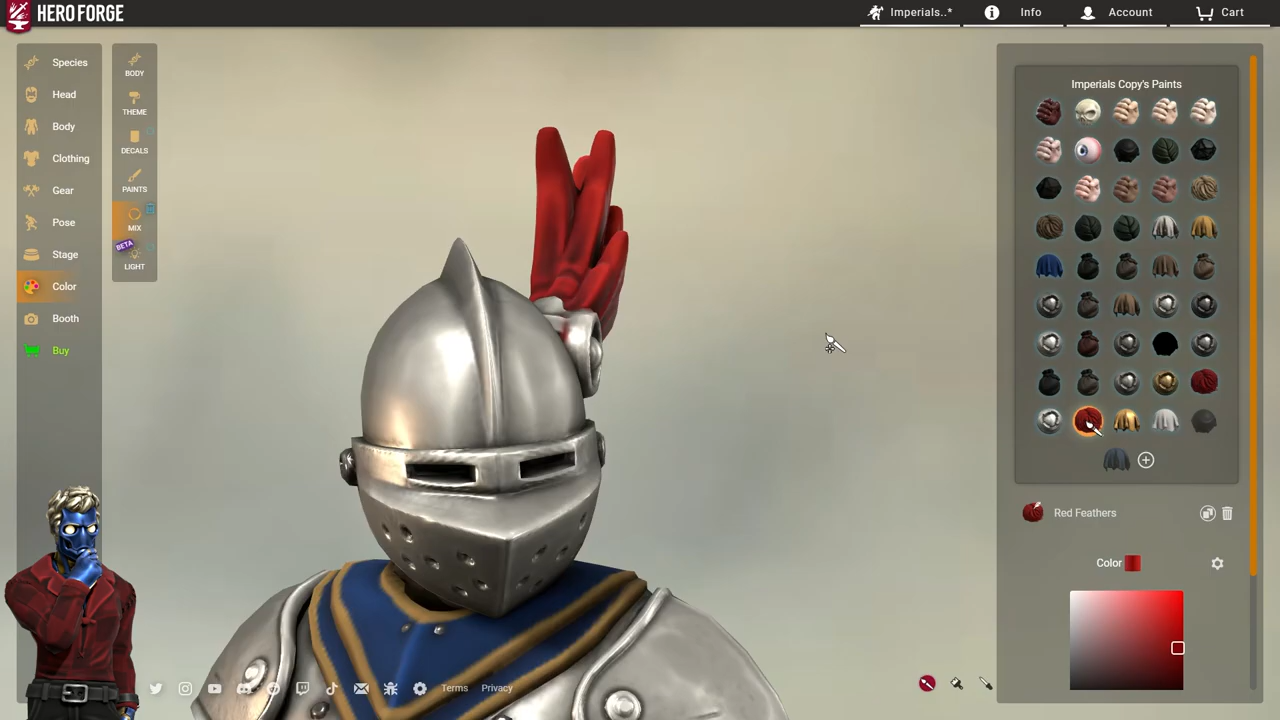 HERO FORGE
Imperials..*
Info
Account
Cart
Species
Head
Body
Clothing
Gear
Pose
Stage
Color
Booth
Buy
BODY
THEME
DECALS
PAINTS
MIX
BETA
LIGHT
Imperials Copy's Paints
Red Feathers
Color
Terms
Privacy